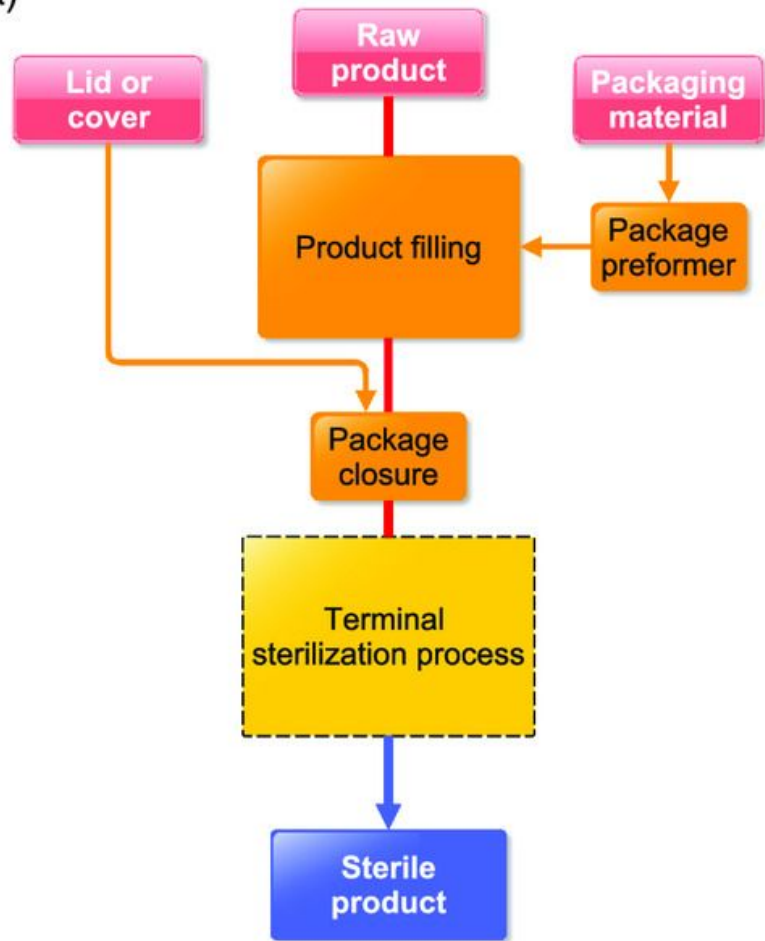 Raw
product
Lid or
cover
Packaging
material
Product filling
Package
preformer
Package
closure
Terminal
sterilization process
Sterile
product